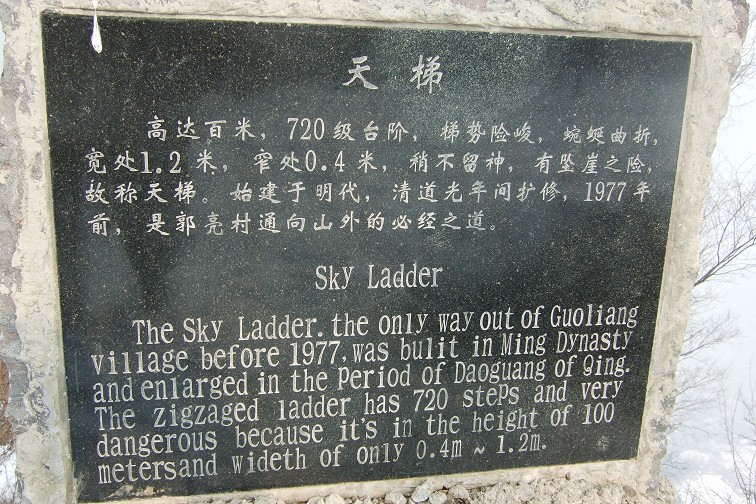 天梯
高达百米，720级台阶，梯势险峻，蜿蜒曲折，
宽处1.2米，窄处0.4米，稍不留神，有坠崖之险，
故称天梯。始建于明代，清道光年间扩修，1977年
前，是郭亮村通向山外的必经之道。
Sky Ladder
The Sky Ladder. the only way out of Guoliang
village before 1977, was bulit in Ming Dynasty
and enlarged in the Period of Daoguang of Qing.
The zigzaged ladder has 720 steps and very
dangerous because it's in the height of 100
metersand wideth of only 0.4m ~ 1.2m.